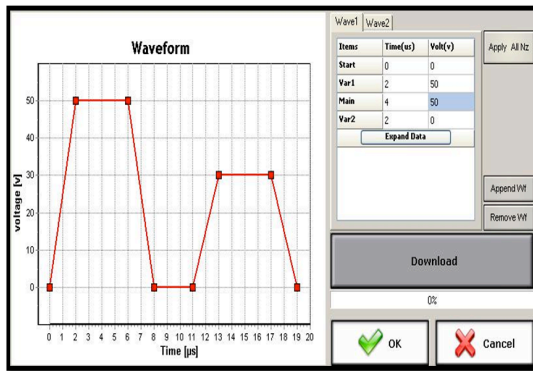 Waveform
voltage [v]
50
40
30
20
10
0
0 1 2 3 4 5 6 7 8 9 10 11 12 13 14 15 16 17 18 19 20
Time [µs]
Wave1 Wave2
Items Time(us) Volt(v)
Start 0 0
Var1 2 50
Main 4 50
Var2 2 0
Expand Data
Apply All Nz
Append Wf
Remove Wf
Download
0%
OK
Cancel